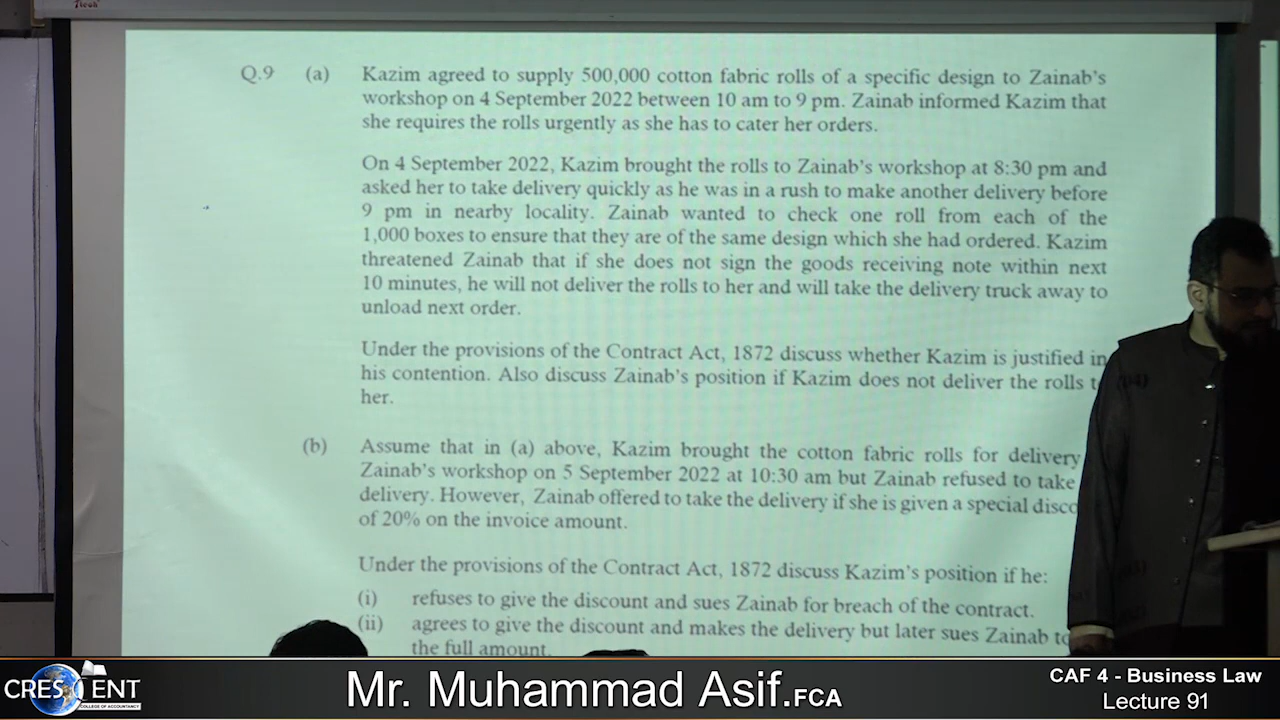 Q.9 (a) Kazim agreed to supply 500,000 cotton fabric rolls of a specific design to Zainab's
workshop on 4 September 2022 between 10 am to 9 pm. Zainab informed Kazim that
she requires the rolls urgently as she has to cater her orders.
On 4 September 2022, Kazim brought the rolls to Zainab's workshop at 8:30 pm and
asked her to take delivery quickly as he was in a rush to make another delivery before
9 pm in nearby locality. Zainab wanted to check one roll from each of the
1,000 boxes to ensure that they are of the same design which she had ordered. Kazim
threatened Zainab that if she does not sign the goods receiving note within next
10 minutes, he will not deliver the rolls to her and will take the delivery truck away to
unload next order.
Under the provisions of the Contract Act, 1872 discuss whether Kazim is justified in
his contention. Also discuss Zainab's position if Kazim does not deliver the rolls
her.
(b) Assume that in (a) above, Kazim brought the cotton fabric rolls for delivery
Zainab's workshop on 5 September 2022 at 10:30 am but Zainab refused to take
delivery. However, Zainab offered to take the delivery if she is given a special
of 20% on the invoice amount.
Under the provisions of the Contract Act, 1872 discuss Kazim's position if he:
(i) refuses to give the discount and sues Zainab for breach of the contract.
(ii) agrees to give the discount and makes the delivery but later sues Zainab
the full amount.
CRESCENT
COLLEGE OF ACCOUNTANCY
Mr. Muhammad Asif.FCA
CAF 4 - Business Law
Lecture 91